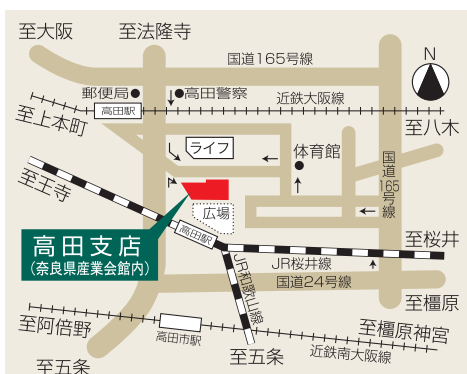 至大阪
至法隆寺
国道165号線
N
郵便局
高田警察
高田駅
近鉄大阪線
至上本町
至八木
ライフ
体育館
国道165号線
至王寺
広場
高田支店
(奈良県産業会館内)
高田駅
至桜井
JR桜井線
国道24号線
JR和歌山線
至橿原
至阿倍野
高田市駅
至橿原神宮
近鉄南大阪線
至五条
至五条